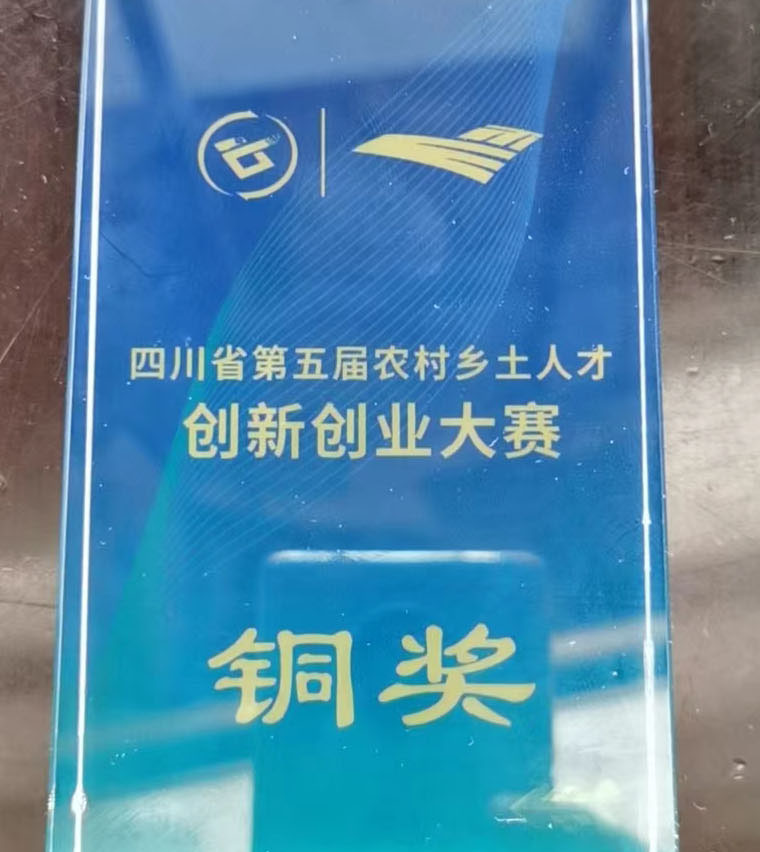 四川省第五届农村乡土人才
创新创业大赛
铜奖